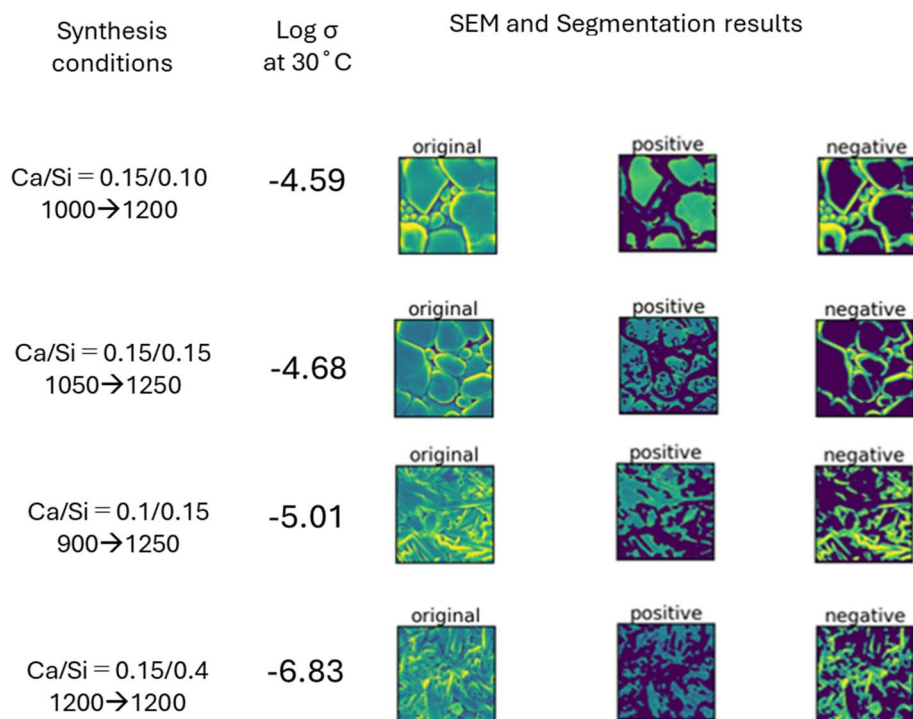 Synthesis conditions
Log σ at 30˚C
SEM and Segmentation results
Ca/Si = 0.15/0.10
1000→1200
-4.59
original
positive
negative
Ca/Si = 0.15/0.15
1050→1250
-4.68
original
positive
negative
Ca/Si = 0.1/0.15
900→1250
-5.01
original
positive
negative
Ca/Si = 0.15/0.4
1200→1200
-6.83
original
positive
negative